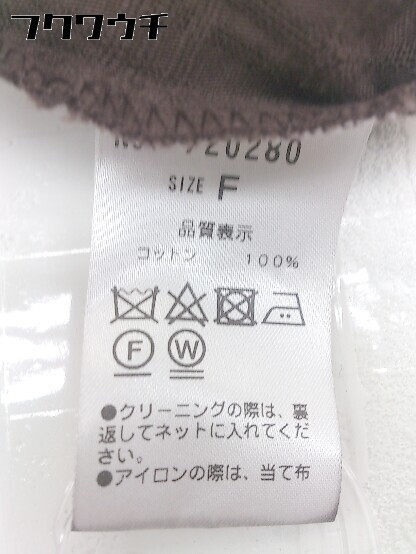 フクワウチ
20280
SIZE F
品質表示
コットン 100%
F W
●クリーニングの際は、裏
返してネットに入れてくだ
さい。
●アイロンの際は、当て布